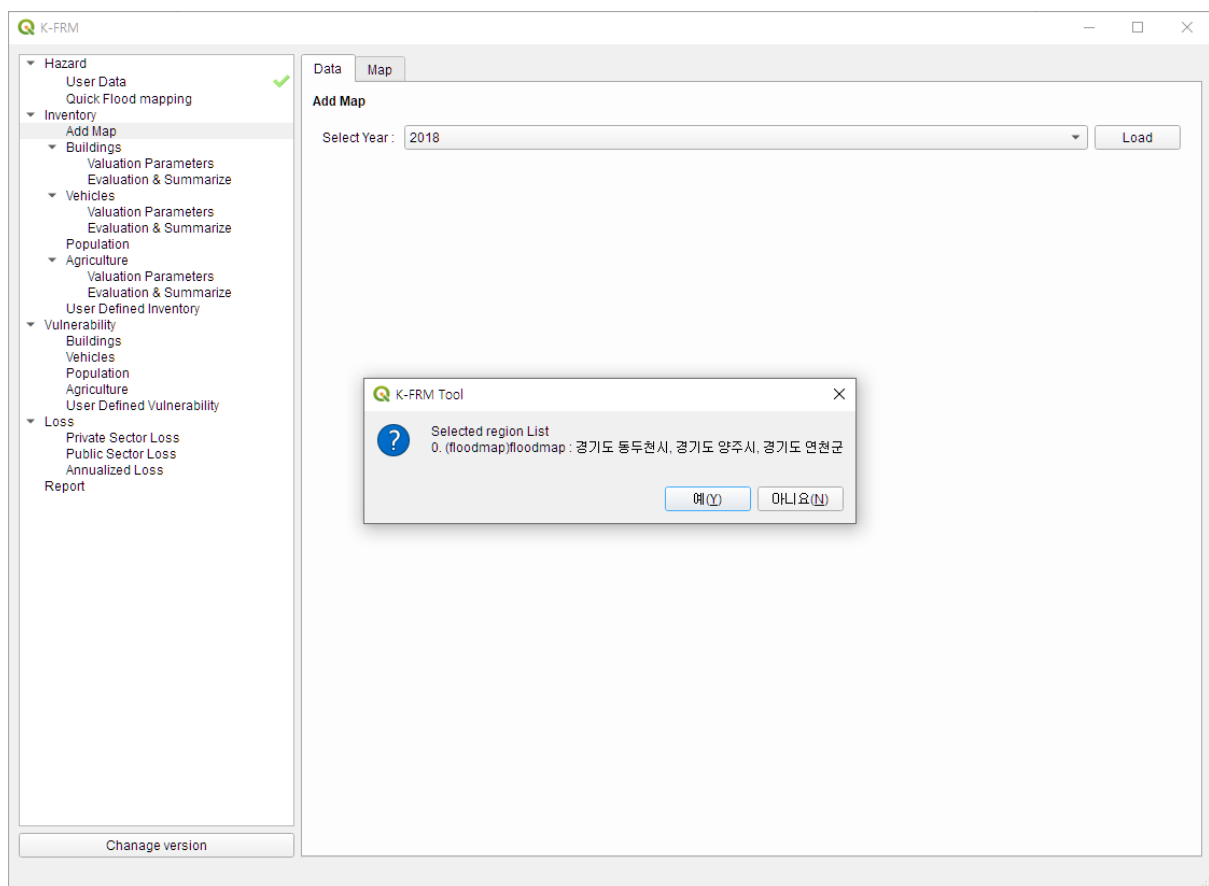 K-FRM
Hazard
User Data
Quick Flood mapping
Inventory
Add Map
Buildings
Valuation Parameters
Evaluation & Summarize
Vehicles
Valuation Parameters
Evaluation & Summarize
Population
Agriculture
Valuation Parameters
Evaluation & Summarize
User Defined Inventory
Vulnerability
Buildings
Vehicles
Population
Agriculture
User Defined Vulnerability
Loss
Private Sector Loss
Public Sector Loss
Annualized Loss
Report
Chanage version
Data Map
Add Map
Select Year : 2018 Load
K-FRM Tool
Selected region List
0. (floodmap)floodmap : 경기도 동두천시, 경기도 양주시, 경기도 연천군
예(Y) 아니요(N)